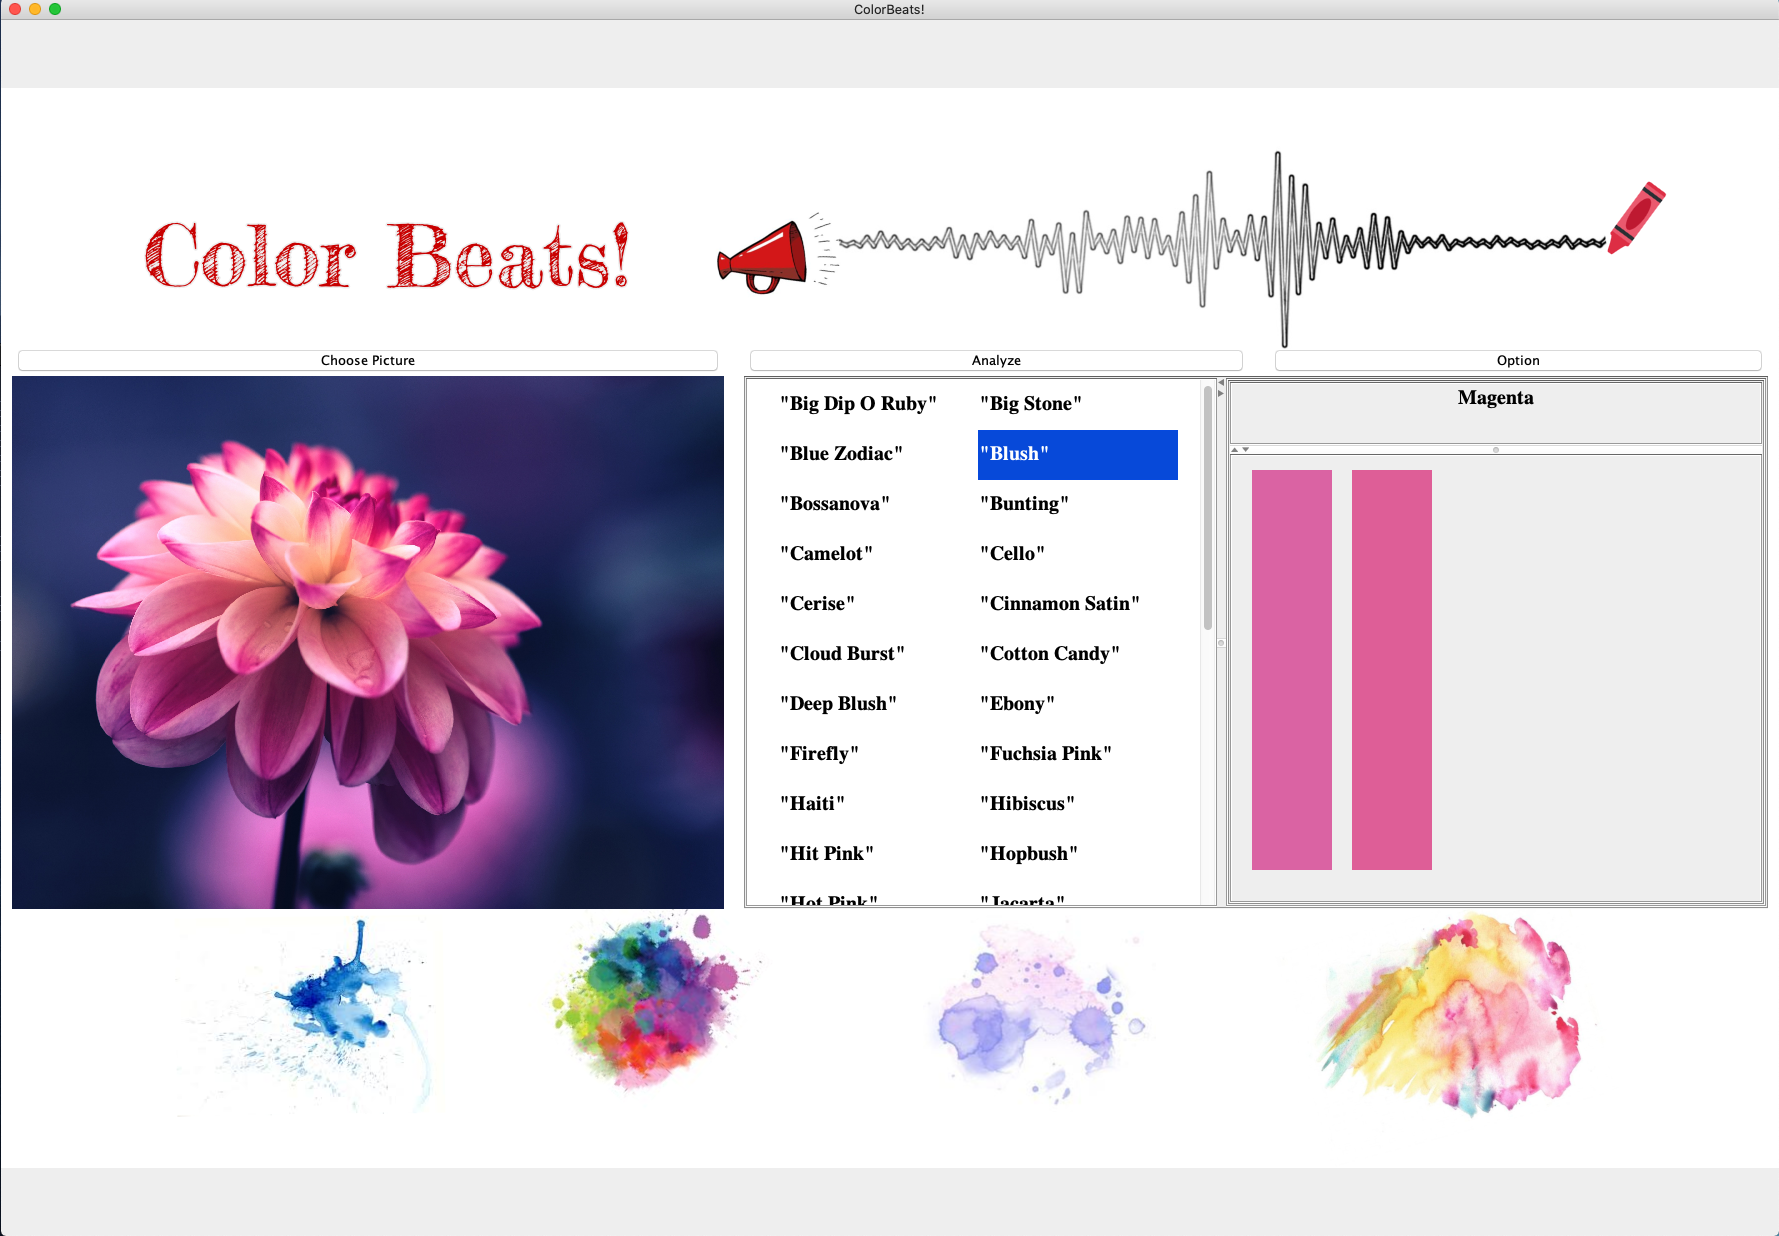 ColorBeats!
Color Beats!
Choose Picture
Analyze
Option
"Big Dip O Ruby" "Big Stone"
"Blue Zodiac" "Blush"
"Bossanova" "Bunting"
"Camelot" "Cello"
"Cerise" "Cinnamon Satin"
"Cloud Burst" "Cotton Candy"
"Deep Blush" "Ebony"
"Firefly" "Fuchsia Pink"
"Haiti" "Hibiscus"
"Hit Pink" "Hopbush"
"Hot Pink" "Jacarta"
Magenta